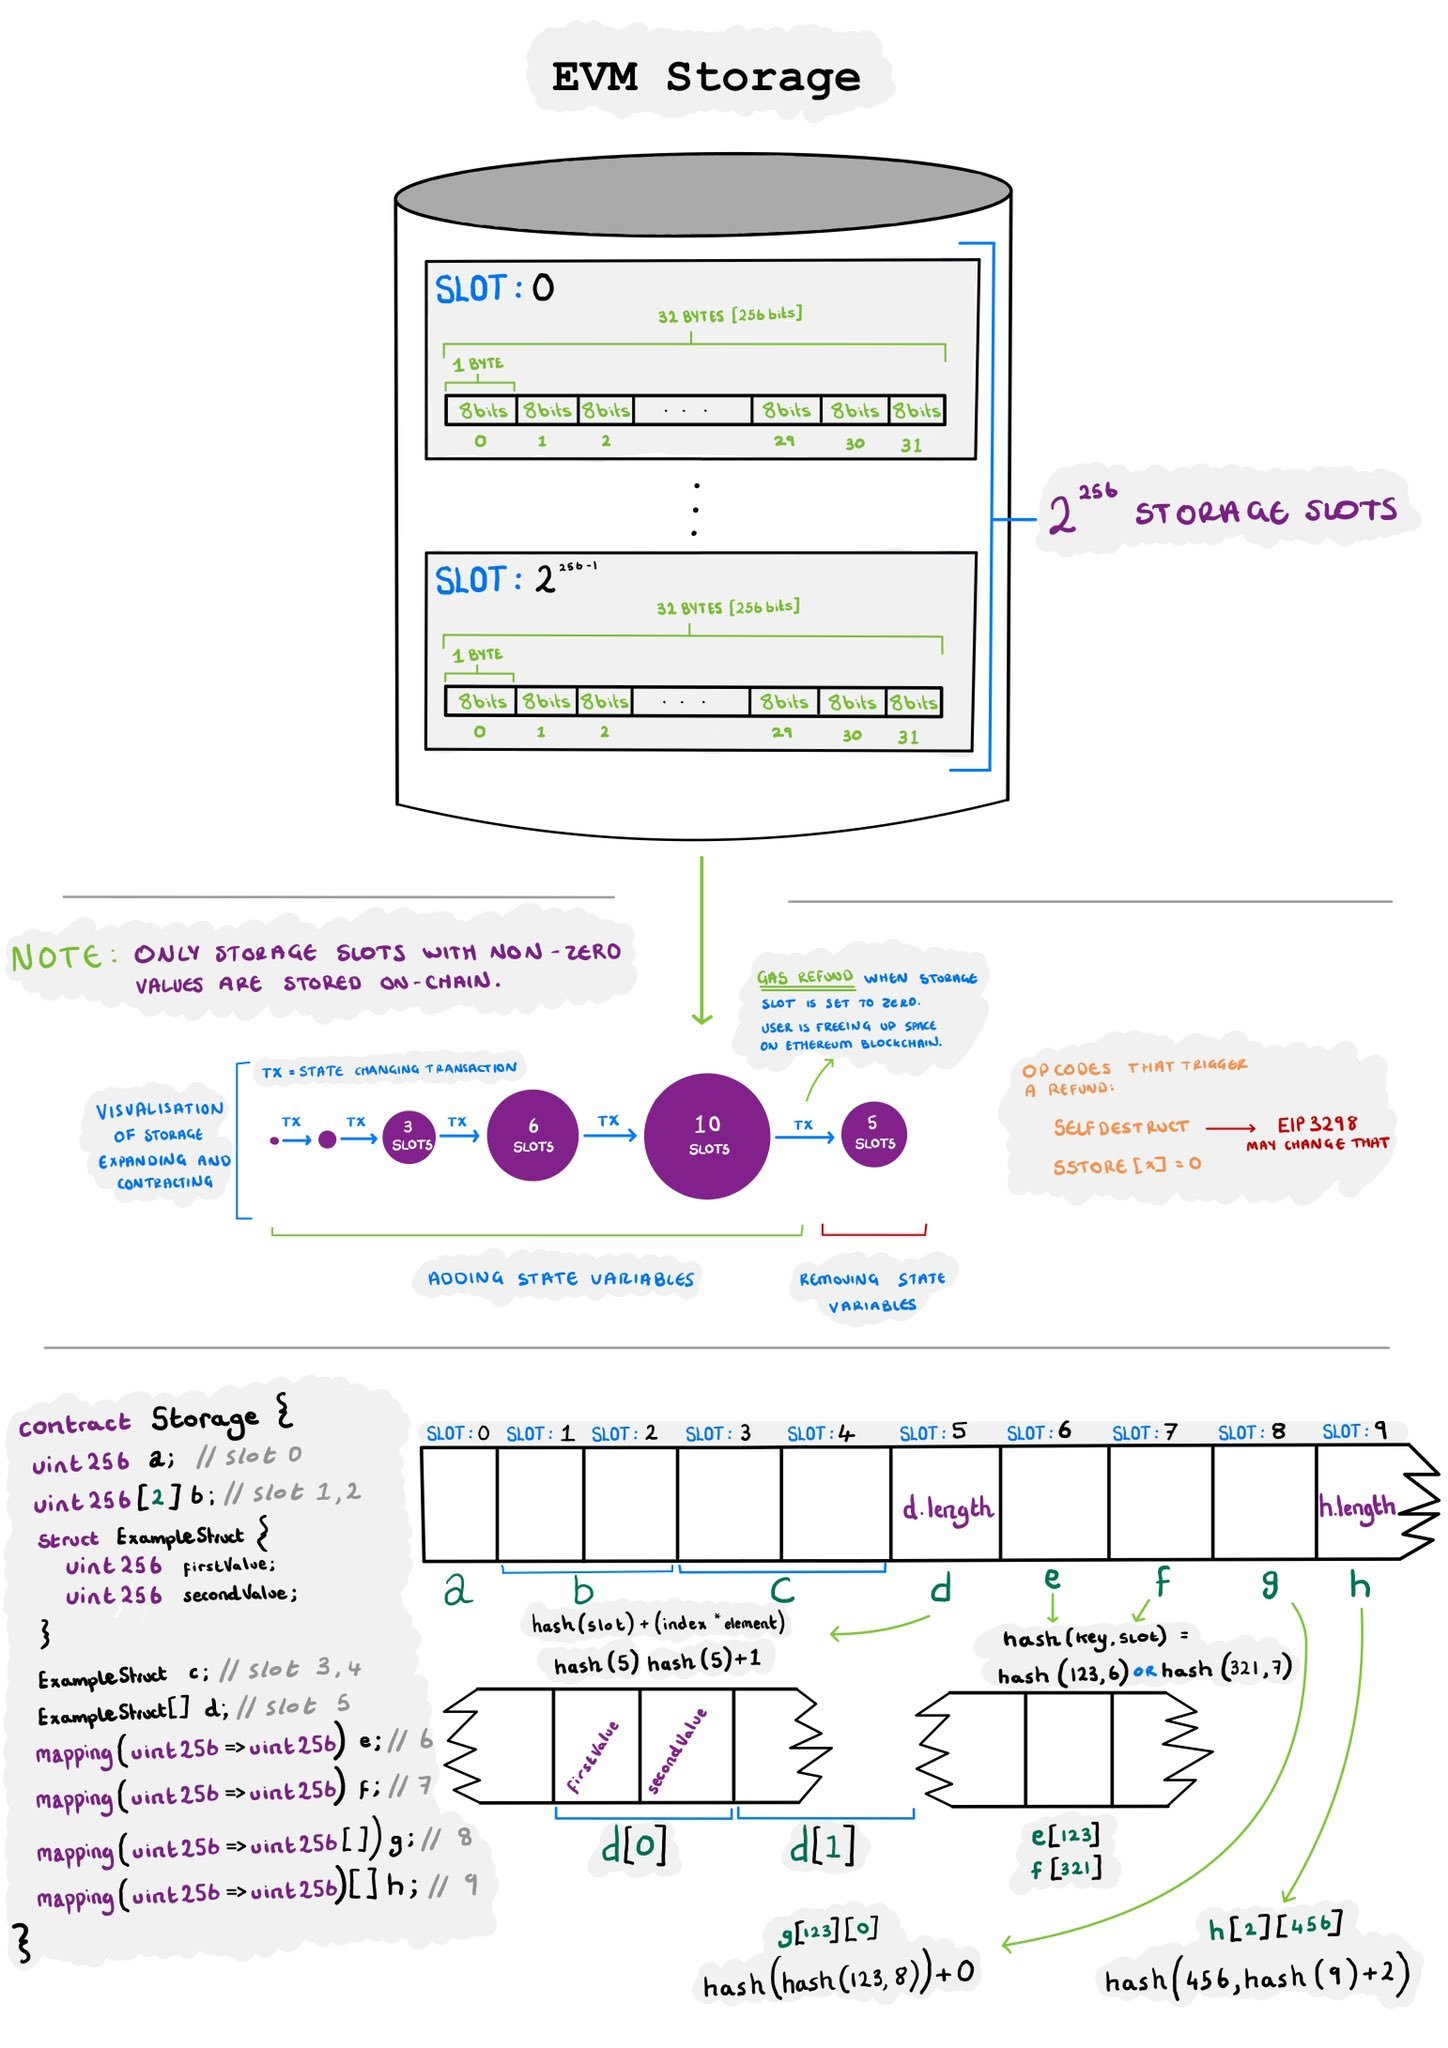 EVM Storage
SLOT: 0
32 BYTES [256 bits]
1 BYTE
8bits 8bits 8bits . . . 8bits 8bits 8bits
0 1 2 29 30 31
2^256 STORAGE SLOTS
SLOT: 2^256-1
32 BYTES [256 bits]
1 BYTE
8bits 8bits 8bits . . . 8bits 8bits 8bits
0 1 2 29 30 31
NOTE: ONLY STORAGE SLOTS WITH NON-ZERO
VALUES ARE STORED ON-CHAIN.
GAS REFUND WHEN STORAGE
SLOT IS SET TO ZERO.
USER IS FREEING UP SPACE
ON ETHEREUM BLOCKCHAIN.
VISUALISATION
OF STORAGE
EXPANDING AND
CONTRACTING
TX = STATE CHANGING TRANSACTION
TX TX TX TX TX
3
SLOTS
6
SLOTS
10
SLOTS
5
SLOTS
OPCODES THAT TRIGGER
A REFUND:
SELFDESTRUCT → EIP 3298
MAY CHANGE THAT
SSTORE [x] = 0
ADDING STATE VARIABLES
REMOVING STATE
VARIABLES
contract Storage {
uint256 a; // slot 0
uint256 [2] b; // slot 1,2
struct ExampleStruct {
uint256 firstValue;
uint256 secondValue;
}
ExampleStruct c; // slot 3,4
ExampleStruct[] d; // slot 5
mapping(uint256 => uint256) e; // 6
mapping(uint256 => uint256) f; // 7
mapping(uint256 => uint256[]) g; // 8
mapping(uint256 => uint256)[] h; // 9
}
SLOT: 0 SLOT: 1 SLOT: 2 SLOT: 3 SLOT: 4 SLOT: 5 SLOT: 6 SLOT: 7 SLOT: 8 SLOT: 9
d.length h.length
a b c d e f g h
hash(slot) + (index * element)
hash(5) hash(5)+1
firstValue secondValue
d[0] d[1]
hash(key, slot) =
hash (123,6) OR hash (321,7)
e[123]
f[321]
g[123][0]
hash(hash(123,8))+0
h[2][456]
hash(456, hash(9)+2)